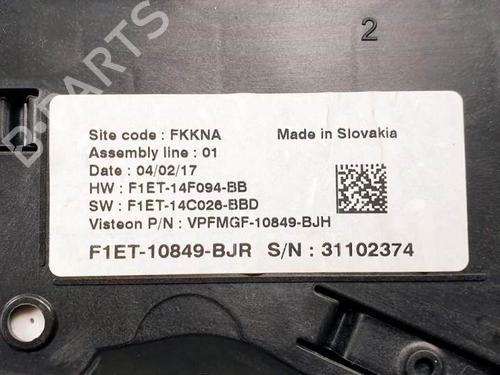 2
B-PARTS
Site code : FKKNA Made in Slovakia
Assembly line : 01
Date : 04/02/17
HW : F1ET-14F094-BB
SW : F1ET-14C026-BBD
Visteon P/N : VPFMGF-10849-BJH
F1ET-10849-BJR S/N : 31102374